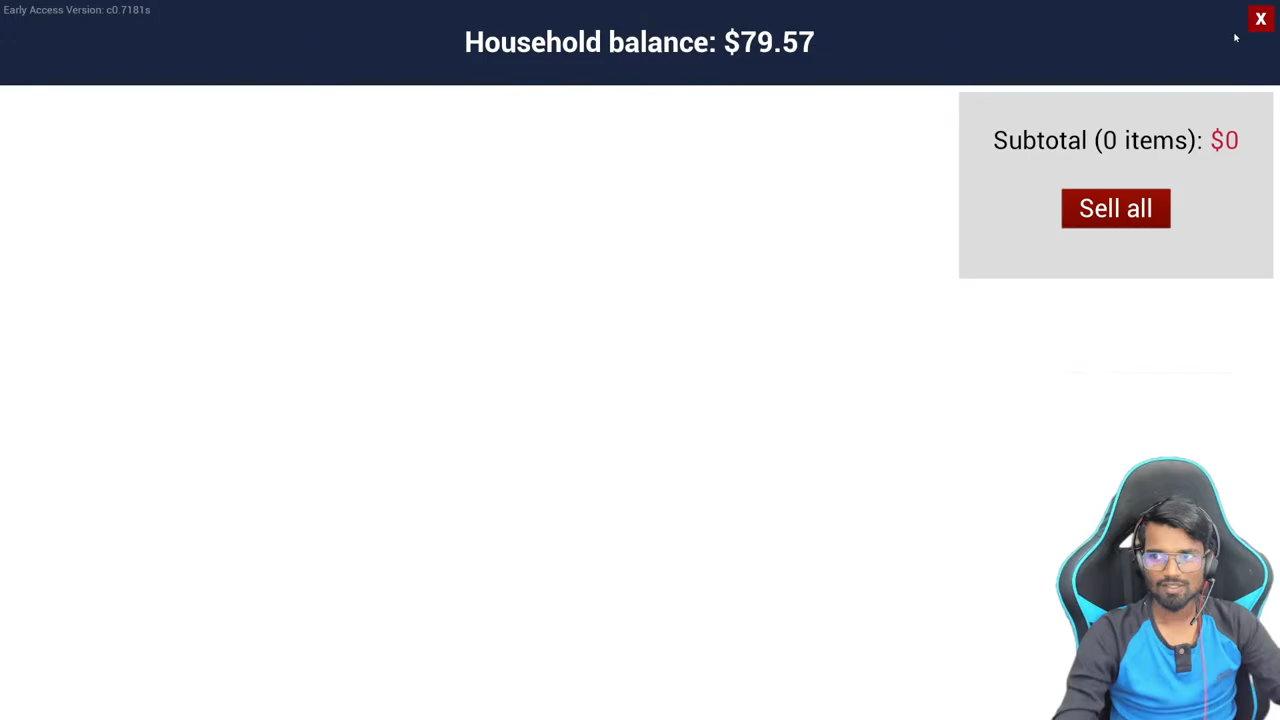 Early Access Version: c0.7181s
X
Household balance: $79.57
Subtotal (0 items): $0
Sell all